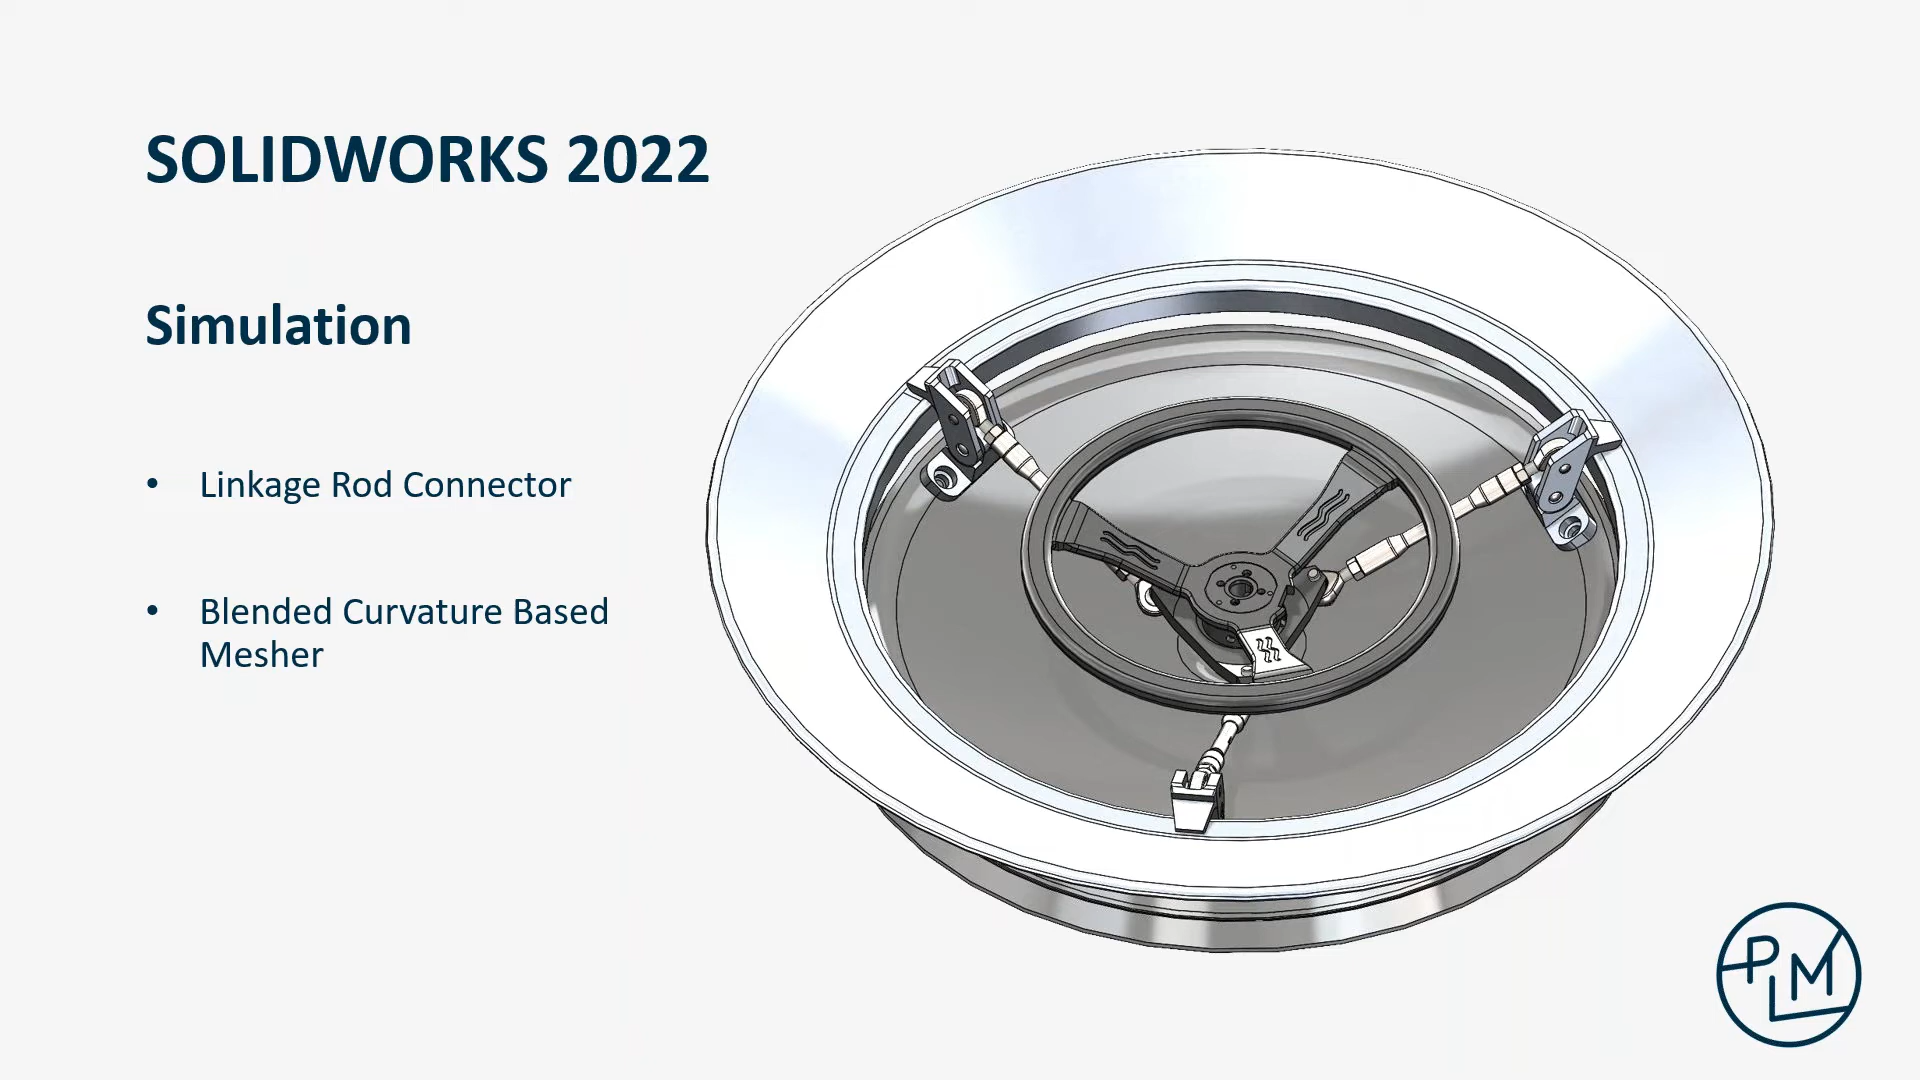 SOLIDWORKS 2022
Simulation
• Linkage Rod Connector
• Blended Curvature Based
Mesher
PLM